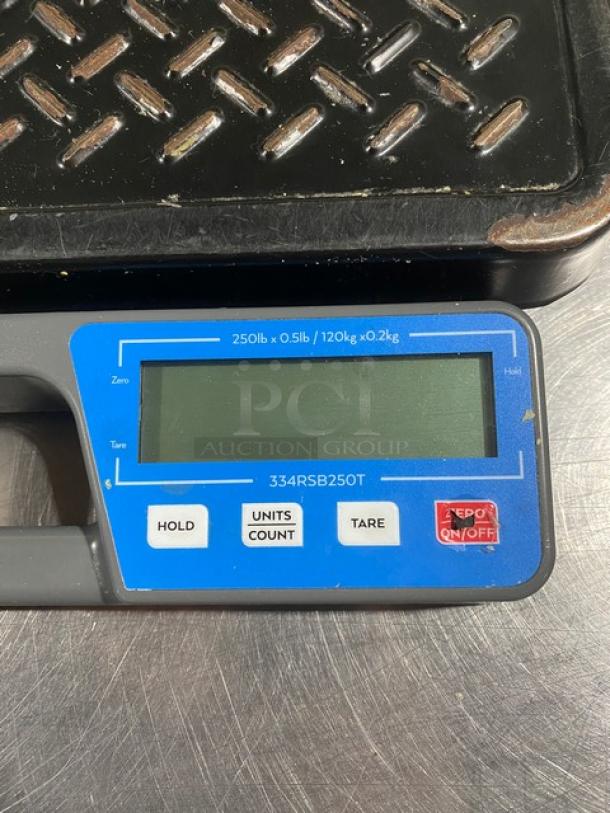 250lb x 0.5lb / 120kg x0.2kg
Zero
Hold
PCI
AUCTION GROUP
Tare
334RSB250T
HOLD
UNITS
COUNT
TARE
ZERO
ON/OFF